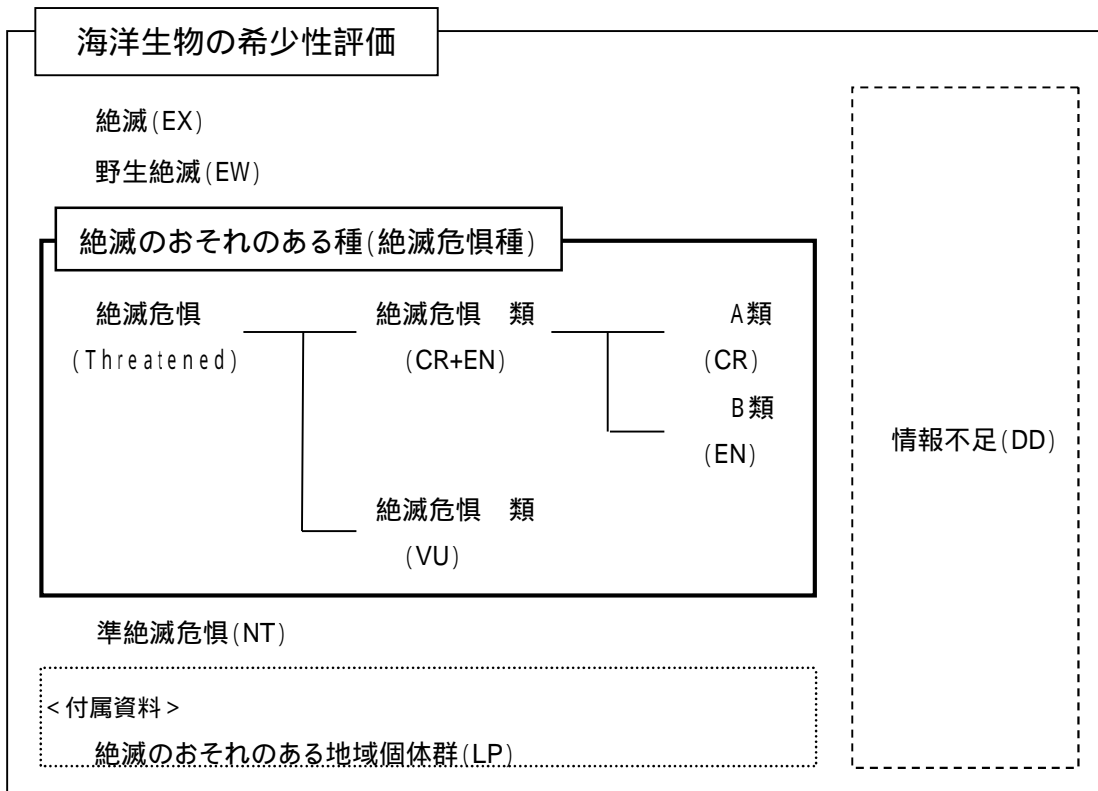 海洋生物の希少性評価
絶滅(EX)
野生絶滅(EW)
絶滅のおそれのある種(絶滅危惧種)
絶滅危惧 絶滅危惧 類 A類
(Threatened) (CR+EN) (CR)
B類
(EN)
絶滅危惧 類
(VU)
情報不足(DD)
準絶滅危惧(NT)
<付属資料>
絶滅のおそれのある地域個体群(LP)